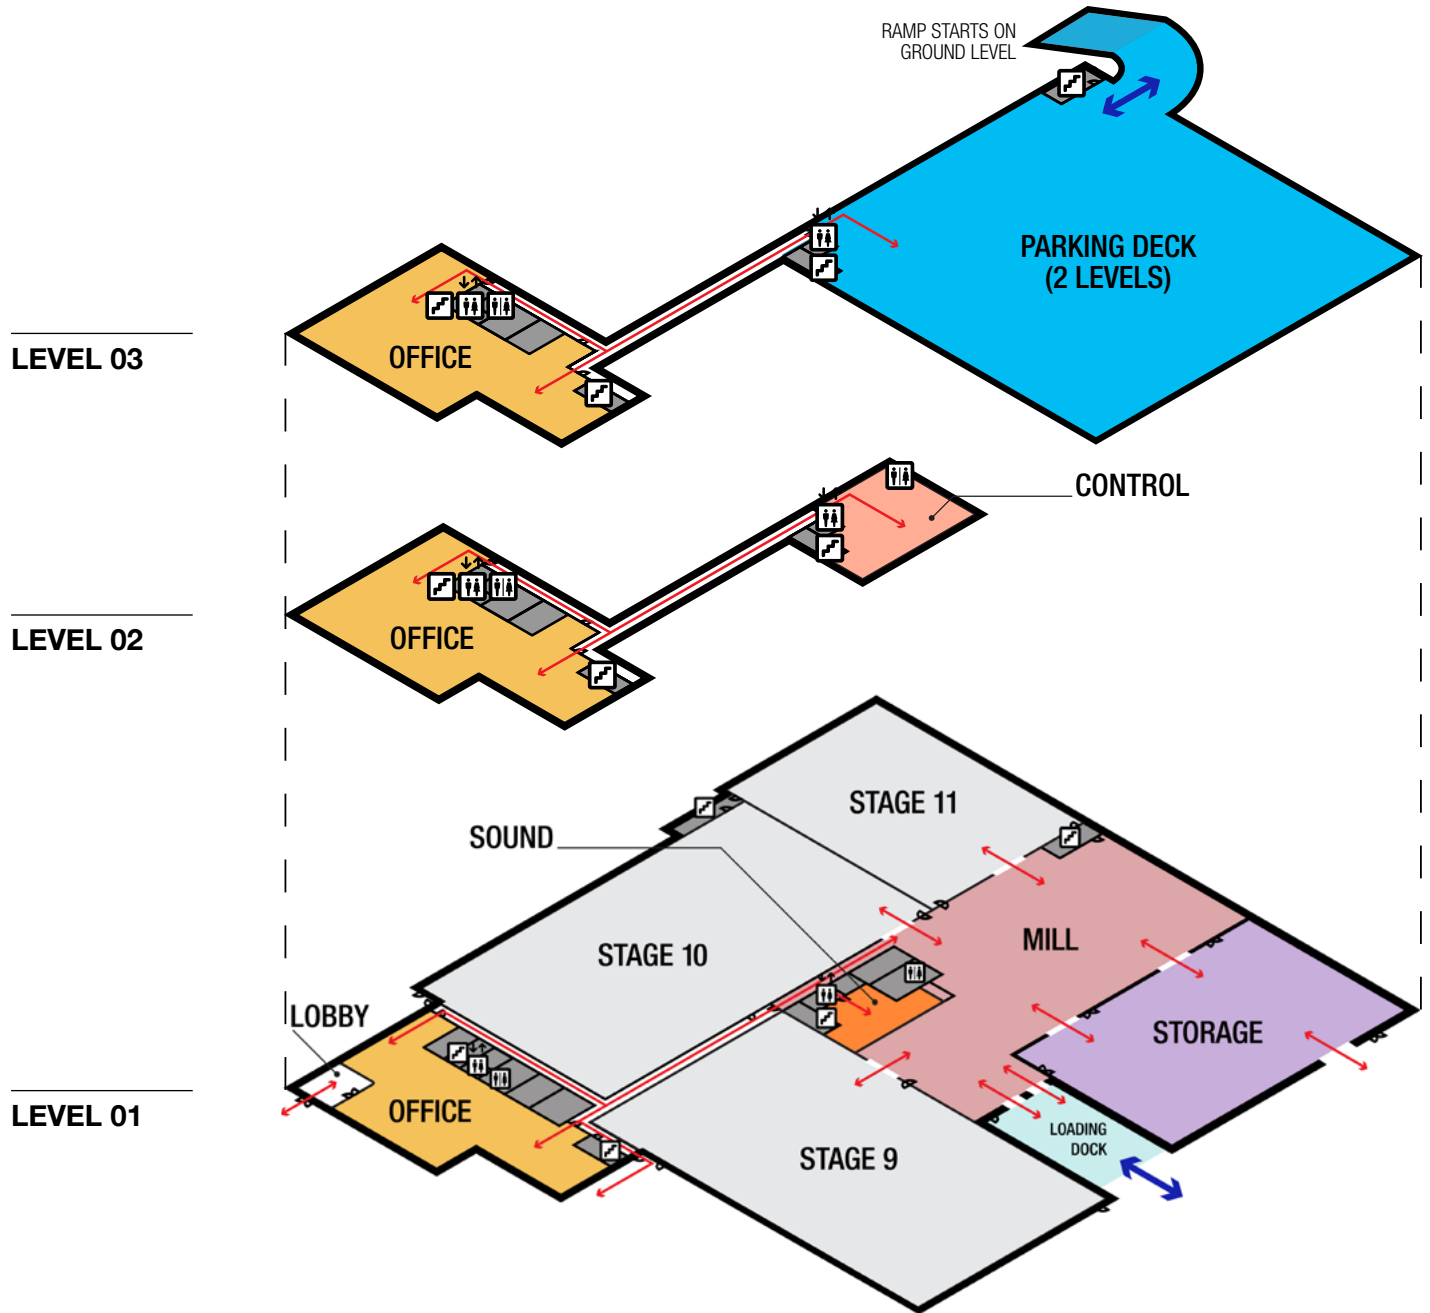 RAMP STARTS ON
GROUND LEVEL
PARKING DECK
(2 LEVELS)
LEVEL 03
OFFICE
CONTROL
LEVEL 02
OFFICE
STAGE 11
SOUND
STAGE 10
MILL
LOBBY
STORAGE
LEVEL 01
OFFICE
LOADING
DOCK
STAGE 9